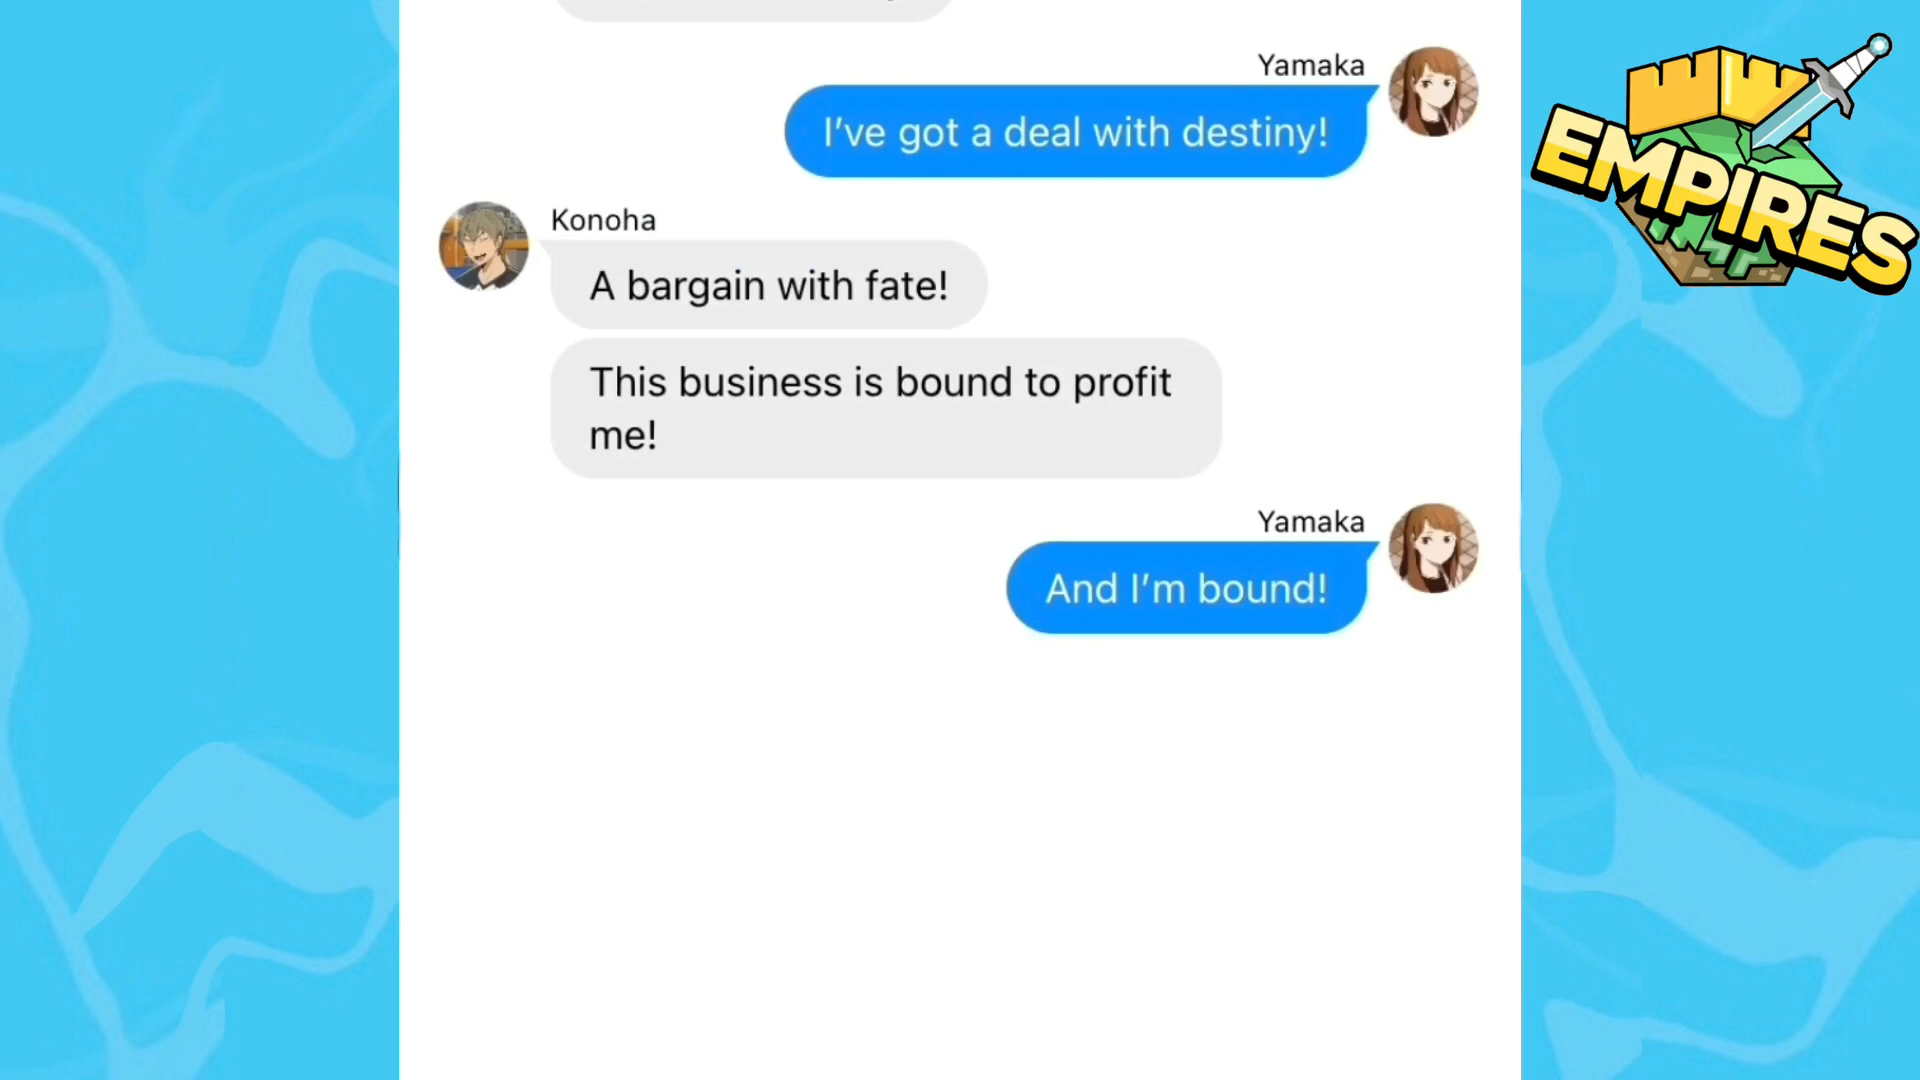 Yamaka
I've got a deal with destiny!
Konoha
A bargain with fate!
This business is bound to profit
me!
Yamaka
And I'm bound!
EMPIRES